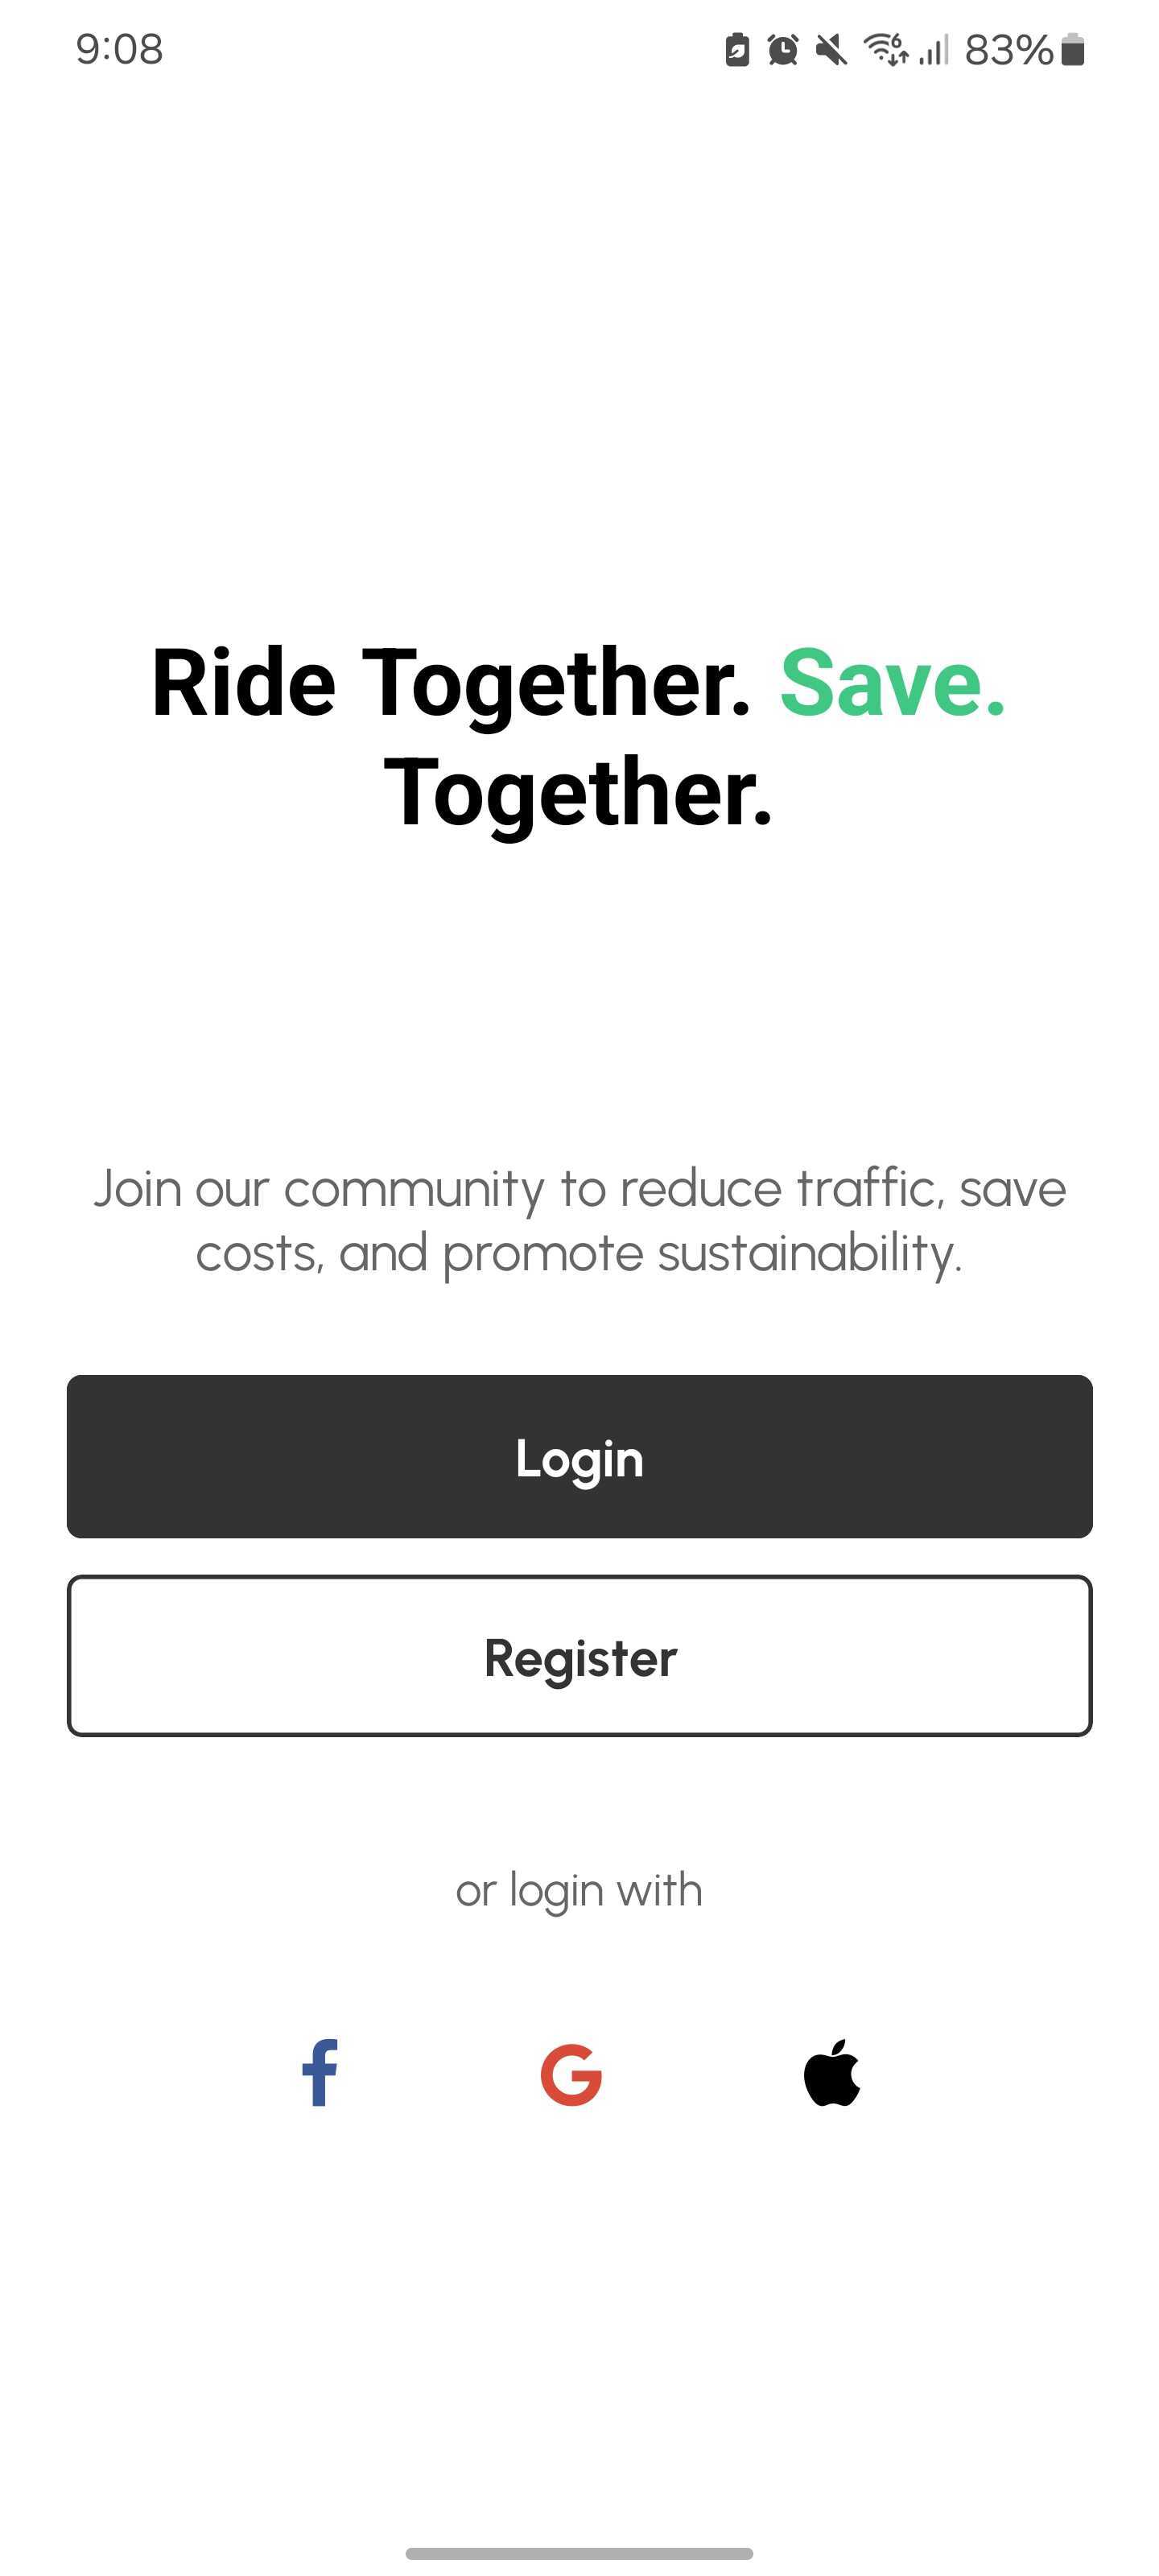 9:08
6 83%
Ride Together. Save.
Together.
Join our community to reduce traffic, save
costs, and promote sustainability.
Login
Register
or login with